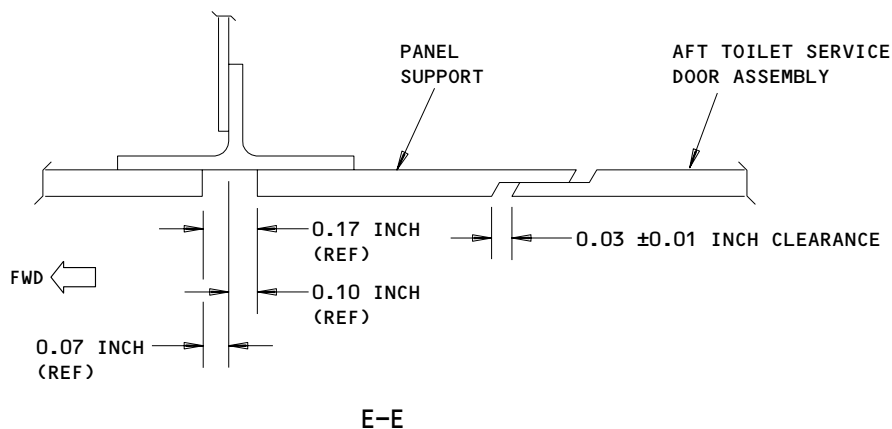 PANEL
SUPPORT
AFT TOILET SERVICE
DOOR ASSEMBLY
0.17 INCH
(REF)
0.03 ±0.01 INCH CLEARANCE
FWD
0.10 INCH
(REF)
0.07 INCH
(REF)
E-E